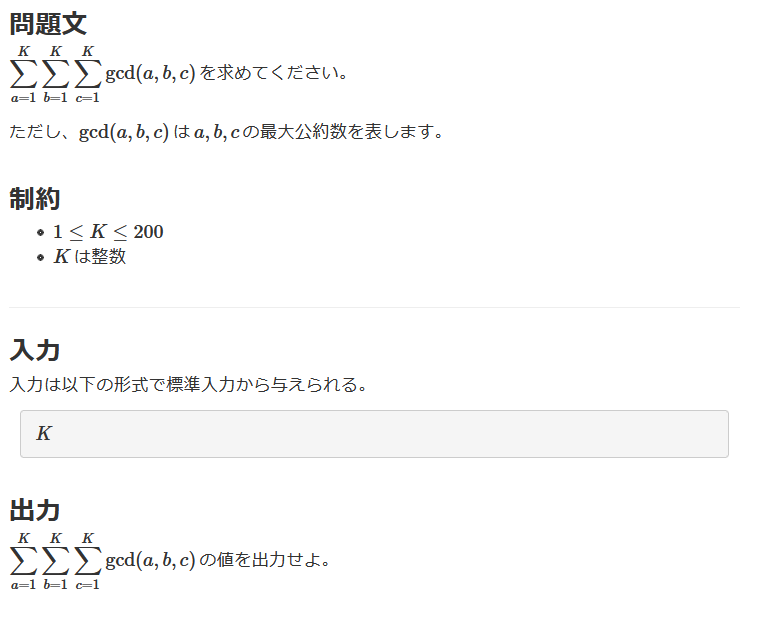 問題文
$\sum_{a=1}^{K}\sum_{b=1}^{K}\sum_{c=1}^{K}\gcd(a,b,c)$ を求めてください。
ただし、$\gcd(a,b,c)$ は $a,b,c$ の最大公約数を表します。
制約
• $1 \leq K \leq 200$
• $K$ は整数
入力
入力は以下の形式で標準入力から与えられる。
$K$
出力
$\sum_{a=1}^{K}\sum_{b=1}^{K}\sum_{c=1}^{K}\gcd(a,b,c)$ の値を出力せよ。